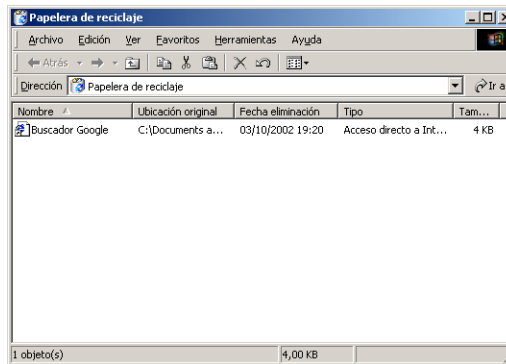 Papelera de reciclaje
Archivo Edición Ver Favoritos Herramientas Ayuda
Atrás
Dirección Papelera de reciclaje Ir a
Nombre Ubicación original Fecha eliminación Tipo Tam...
Buscador Google C:\Documents a... 03/10/2002 19:20 Acceso directo a Int... 4 KB
1 objeto(s) 4,00 KB